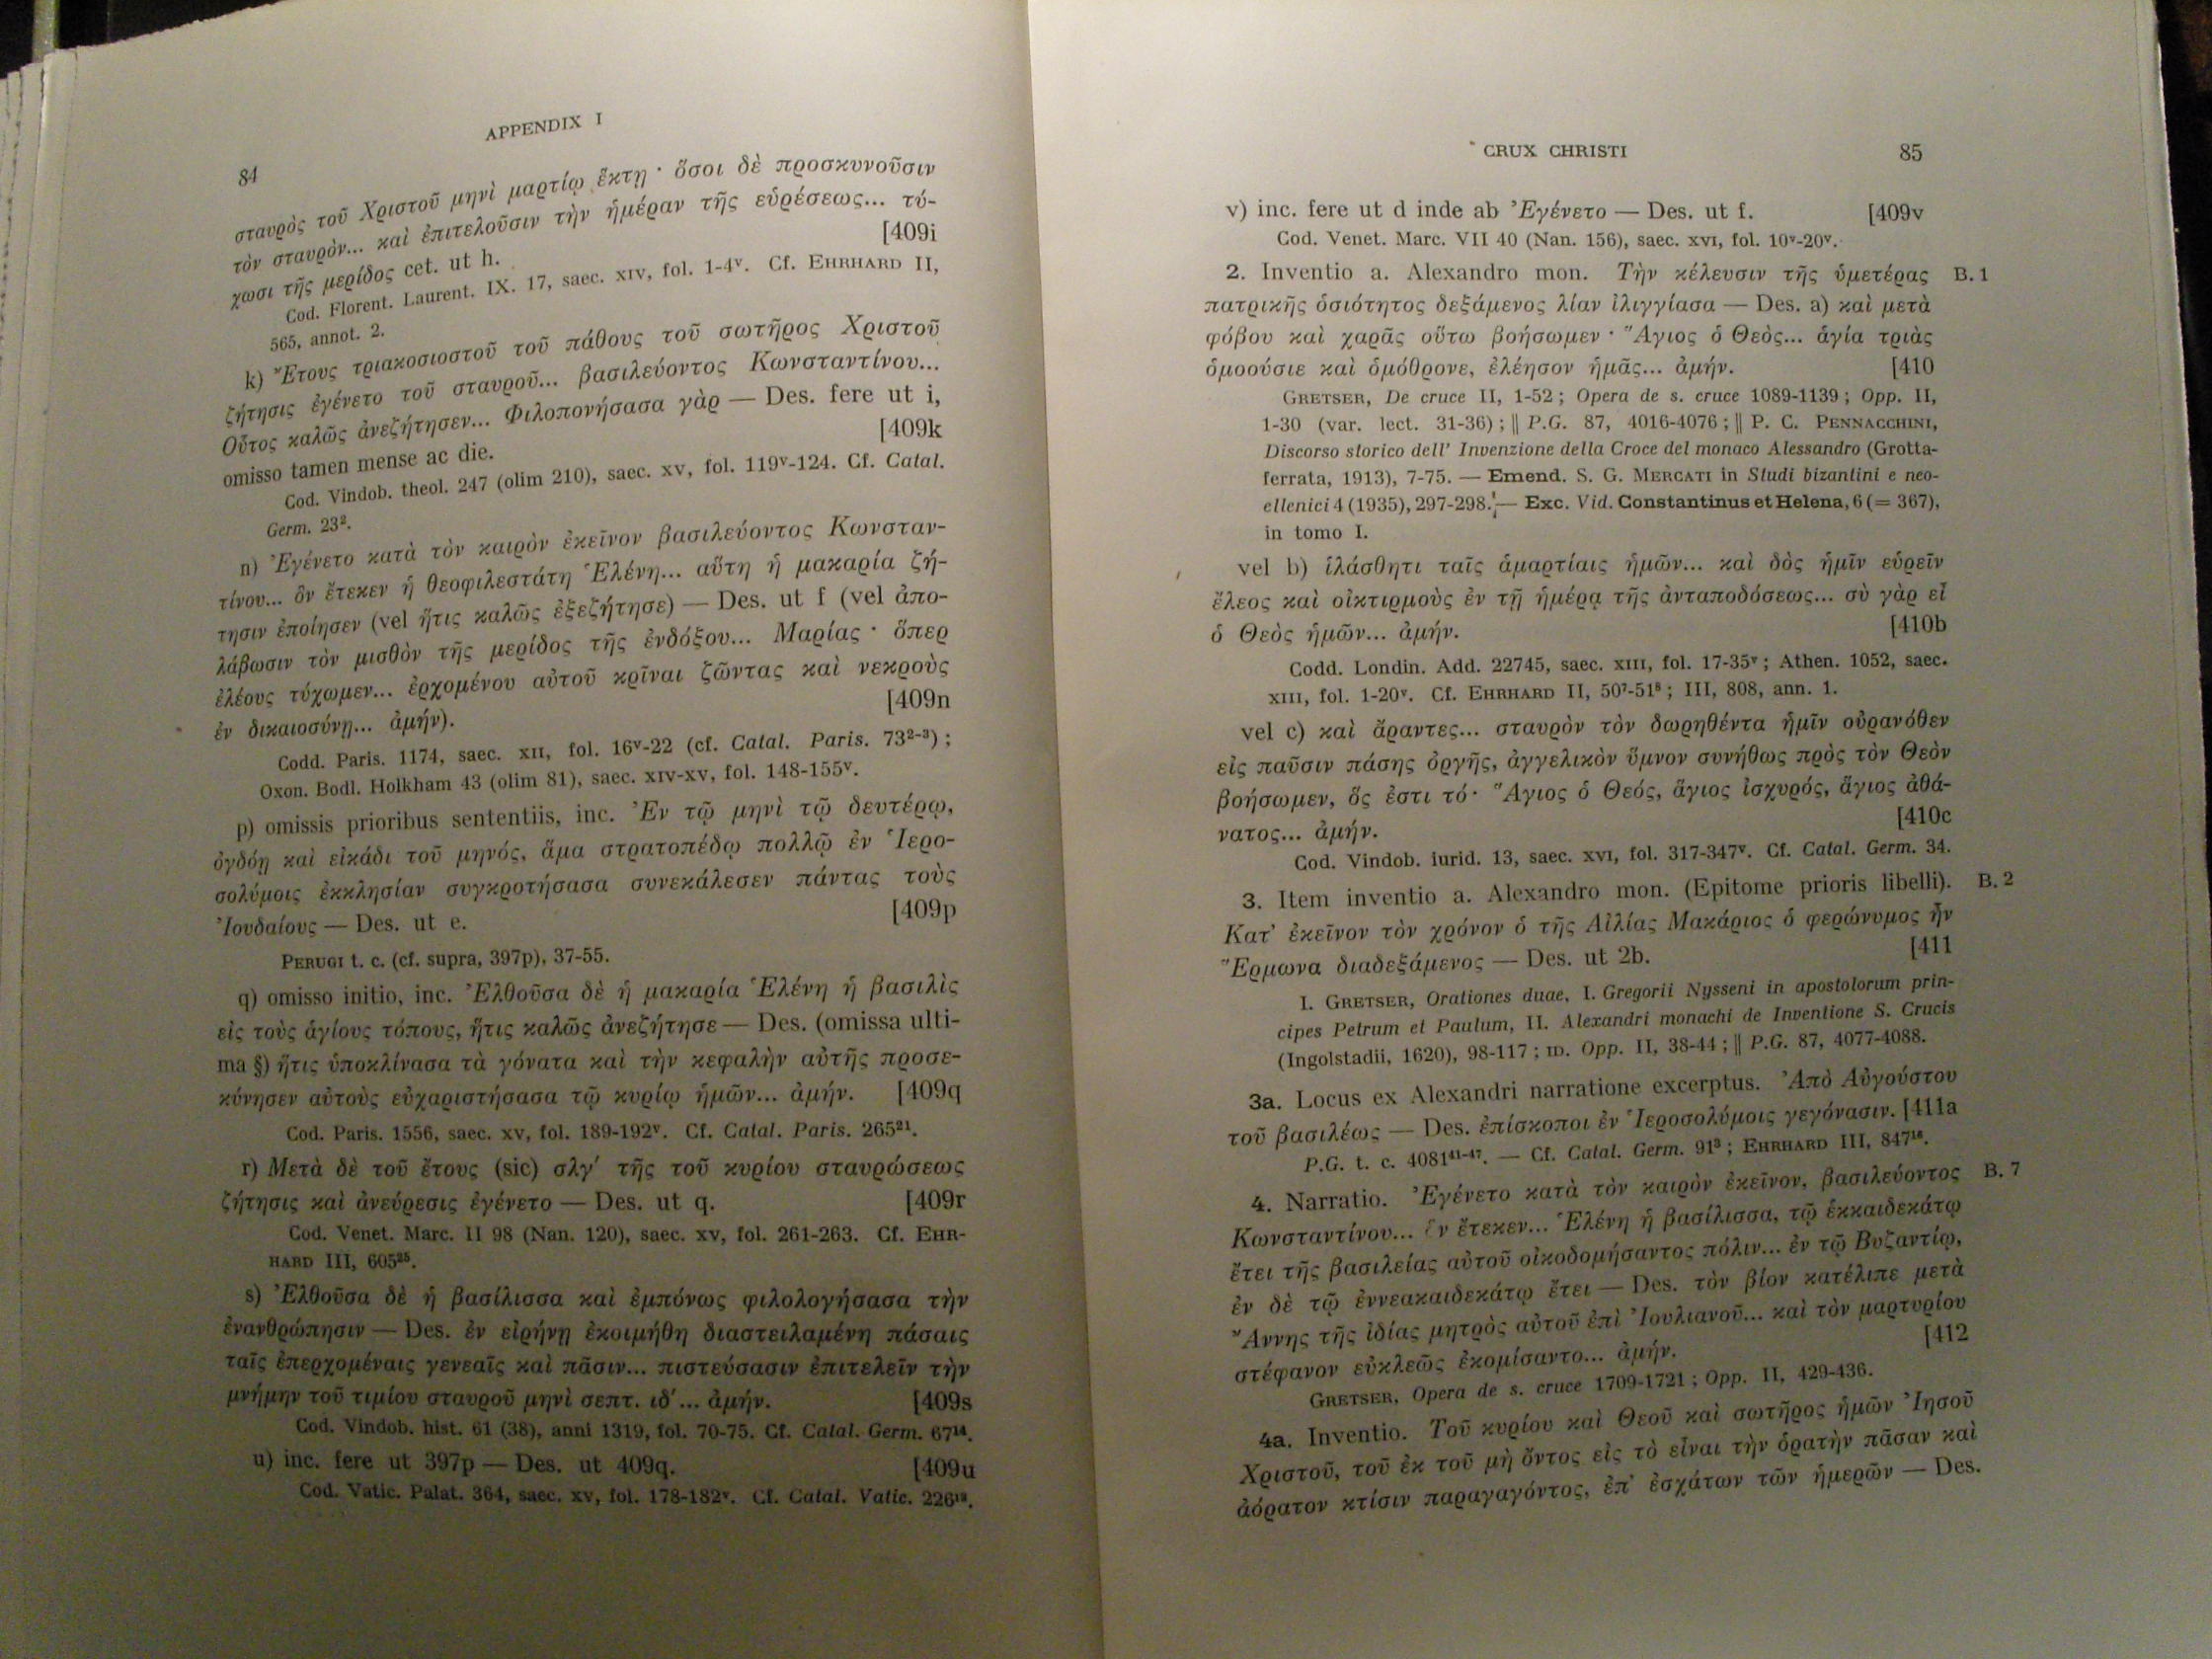 84
APPENDIX I
σταυρὸς τοῦ Χριστοῦ μηνὶ μαρτίῳ ἕκτῃ · ὅσοι δὲ προσκυνοῦσιν
τὸν σταυρὸν... καὶ ἐπιτελοῦσιν τὴν ἡμέραν τῆς εὑρέσεως... τύ-
χωσι τῆς μερίδος cet. ut h. [409i
Cod. Florent. Laurent. IX. 17, saec. XIV, fol. 1-4ᵛ. Cf. EHRHARD II,
565, annot. 2.
k) Ἔτους τριακοσιοστοῦ τοῦ πάθους τοῦ σωτῆρος Χριστοῦ
ζήτησις ἐγένετο τοῦ σταυροῦ... βασιλεύοντος Κωνσταντίνου...
Οὗτος καλῶς ἀνεζήτησεν... Φιλοπονήσασα γὰρ — Des. fere ut i,
omisso tamen mense ac die. [409k
Cod. Vindob. theol. 247 (olim 210), saec. XV, fol. 119ᵛ-124. Cf. Catal.
Germ. 23².
n) Ἐγένετο κατὰ τὸν καιρὸν ἐκεῖνον βασιλεύοντος Κωνσταν-
τίνου... ὃν ἔτεκεν ἡ θεοφιλεστάτη Ἑλένη... αὕτη ἡ μακαρία ζή-
τησιν ἐποίησεν (vel ἥτις καλῶς ἐξεζήτησε) — Des. ut f (vel ἀπο-
λάβωσιν τὸν μισθὸν τῆς μερίδος τῆς ἐνδόξου... Μαρίας · ὅπερ
ἐλέους τύχωμεν... ἐρχομένου αὐτοῦ κρῖναι ζῶντας καὶ νεκροὺς
ἐν δικαιοσύνῃ... ἀμήν). [409n
Codd. Paris. 1174, saec. XII, fol. 16ᵛ-22 (cf. Catal. Paris. 73²⁻³) ;
Oxon. Bodl. Holkham 43 (olim 81), saec. XIV-XV, fol. 148-155ᵛ.
p) omissis prioribus sententiis, inc. Ἐν τῷ μηνὶ τῷ δευτέρῳ,
ὀγδόῃ καὶ εἰκάδι τοῦ μηνός, ἅμα στρατοπέδῳ πολλῷ ἐν Ἱερο-
σολύμοις ἐκκλησίαν συγκροτήσασα συνεκάλεσεν πάντας τοὺς
Ἰουδαίους — Des. ut e. [409p
PERUGI t. c. (cf. supra, 397p), 37-55.
q) omisso initio, inc. Ἐλθοῦσα δὲ ἡ μακαρία Ἑλένη ἡ βασιλὶς
εἰς τοὺς ἁγίους τόπους, ἥτις καλῶς ἀνεζήτησε — Des. (omissa ulti-
ma §) ἥτις ὑποκλίνασα τὰ γόνατα καὶ τὴν κεφαλὴν αὐτῆς προσε-
κύνησεν αὐτοὺς εὐχαριστήσασα τῷ κυρίῳ ἡμῶν... ἀμήν. [409q
Cod. Paris. 1556, saec. XV, fol. 189-192ᵛ. Cf. Catal. Paris. 265²¹.
r) Μετὰ δὲ τοῦ ἔτους (sic) σλγʹ τῆς τοῦ κυρίου σταυρώσεως
ζήτησις καὶ ἀνεύρεσις ἐγένετο — Des. ut q. [409r
Cod. Venet. Marc. II 98 (Nan. 120), saec. XV, fol. 261-263. Cf. EHR-
HARD III, 605²⁵.
s) Ἐλθοῦσα δὲ ἡ βασίλισσα καὶ ἐμπόνως φιλολογήσασα τὴν
ἐνανθρώπησιν — Des. ἐν εἰρήνῃ ἐκοιμήθη διαστειλαμένη πάσαις
ταῖς ἐπερχομέναις γενεαῖς καὶ πᾶσιν... πιστεύσασιν ἐπιτελεῖν τὴν
μνήμην τοῦ τιμίου σταυροῦ μηνὶ σεπτ. ιδʹ... ἀμήν. [409s
Cod. Vindob. hist. 61 (38), anni 1319, fol. 70-75. Cf. Catal. Germ. 67¹⁴.
u) inc. fere ut 397p — Des. ut 409q. [409u
Cod. Vatic. Palat. 364, saec. XV, fol. 178-182ᵛ. Cf. Catal. Vatic. 226¹³.
CRUX CHRISTI
85
v) inc. fere ut d inde ab Ἐγένετο — Des. ut f. [409v
Cod. Venet. Marc. VII 40 (Nan. 156), saec. XVI, fol. 10ᵛ-20ᵛ.
2. Inventio a. Alexandro mon. Τὴν κέλευσιν τῆς ὑμετέρας B. 1
πατρικῆς ὁσιότητος δεξάμενος λίαν ἰλιγγίασα — Des. a) καὶ μετὰ
φόβου καὶ χαρᾶς οὕτω βοήσωμεν · Ἅγιος ὁ Θεὸς... ἁγία τριὰς
ὁμοούσιε καὶ ὁμόθρονε, ἐλέησον ἡμᾶς... ἀμήν. [410
GRETSER, De cruce II, 1-52 ; Opera de s. cruce 1089-1139 ; Opp. II,
1-30 (var. lect. 31-36) ; || P.G. 87, 4016-4076 ; || P. C. PENNACCHINI,
Discorso storico dell' Invenzione della Croce del monaco Alessandro (Grotta-
ferrata, 1913), 7-75. — Emend. S. G. MERCATI in Studi bizantini e neo-
ellenici 4 (1935), 297-298. — Exc. Vid. Constantinus et Helena, 6 (= 367),
in tomo I.
vel b) ἱλάσθητι ταῖς ἁμαρτίαις ἡμῶν... καὶ δὸς ἡμῖν εὑρεῖν
ἔλεος καὶ οἰκτιρμοὺς ἐν τῇ ἡμέρᾳ τῆς ἀνταποδόσεως... σὺ γὰρ εἶ
ὁ Θεὸς ἡμῶν... ἀμήν. [410b
Codd. Londin. Add. 22745, saec. XIII, fol. 17-35ᵛ ; Athen. 1052, saec.
XIII, fol. 1-20ᵛ. Cf. EHRHARD II, 50⁷-51⁸ ; III, 808, ann. 1.
vel c) καὶ ἄραντες... σταυρὸν τὸν δωρηθέντα ἡμῖν οὐρανόθεν
εἰς παῦσιν πάσης ὀργῆς, ἀγγελικὸν ὕμνον συνήθως πρὸς τὸν Θεὸν
βοήσωμεν, ὅς ἐστι τό· Ἅγιος ὁ Θεός, ἅγιος ἰσχυρός, ἅγιος ἀθά-
νατος... ἀμήν. [410c
Cod. Vindob. iurid. 13, saec. XVI, fol. 317-347ᵛ. Cf. Catal. Germ. 34.
3. Item inventio a. Alexandro mon. (Epitome prioris libelli). B. 2
Κατ᾽ ἐκεῖνον τὸν χρόνον ὁ τῆς Αἰλίας Μακάριος ὁ φερώνυμος ἦν
Ἕρμωνα διαδεξάμενος — Des. ut 2b. [411
I. GRETSER, Orationes duae, I. Gregorii Nysseni in apostolorum prin-
cipes Petrum et Paulum, II. Alexandri monachi de Inventione S. Crucis
(Ingolstadii, 1620), 98-117 ; ID. Opp. II, 38-44 ; || P.G. 87, 4077-4088.
3a. Locus ex Alexandri narratione excerptus. Ἀπὸ Αὐγούστου
τοῦ βασιλέως — Des. ἐπίσκοποι ἐν Ἱεροσολύμοις γεγόνασιν. [411a
P.G. t. c. 4081⁴¹⁻⁴⁷. — Cf. Catal. Germ. 91³ ; EHRHARD III, 847¹⁸.
4. Narratio. Ἐγένετο κατὰ τὸν καιρὸν ἐκεῖνον, βασιλεύοντος B. 7
Κωνσταντίνου... ὃν ἔτεκεν... Ἑλένη ἡ βασίλισσα, τῷ ἑκκαιδεκάτῳ
ἔτει τῆς βασιλείας αὐτοῦ οἰκοδομήσαντος πόλιν... ἐν τῷ Βυζαντίῳ,
ἐν δὲ τῷ ἐννεακαιδεκάτῳ ἔτει — Des. τὸν βίον κατέλιπε μετὰ
Ἄννης τῆς ἰδίας μητρὸς αὐτοῦ ἐπὶ Ἰουλιανοῦ... καὶ τὸν μαρτυρίου
στέφανον εὐκλεῶς ἐκομίσαντο... ἀμήν. [412
GRETSER, Opera de s. cruce 1709-1721 ; Opp. II, 429-436.
4a. Inventio. Τοῦ κυρίου καὶ Θεοῦ καὶ σωτῆρος ἡμῶν Ἰησοῦ
Χριστοῦ, τοῦ ἐκ τοῦ μὴ ὄντος εἰς τὸ εἶναι τὴν ὁρατὴν πᾶσαν καὶ
ἀόρατον κτίσιν παραγαγόντος, ἐπ᾽ ἐσχάτων τῶν ἡμερῶν — Des.